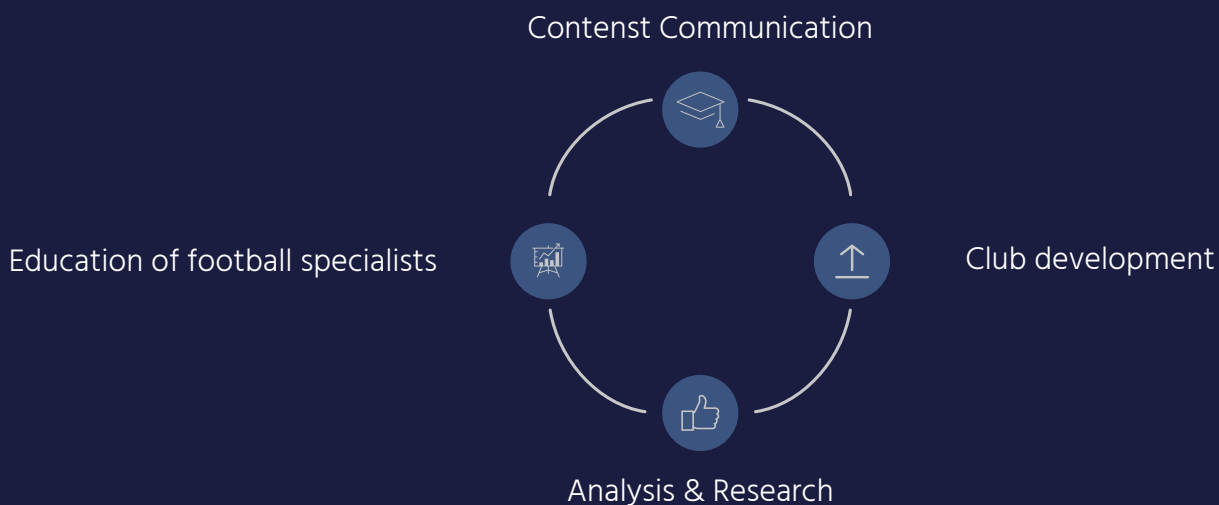 Contenst Communication
Education of football specialists
Club development
Analysis & Research